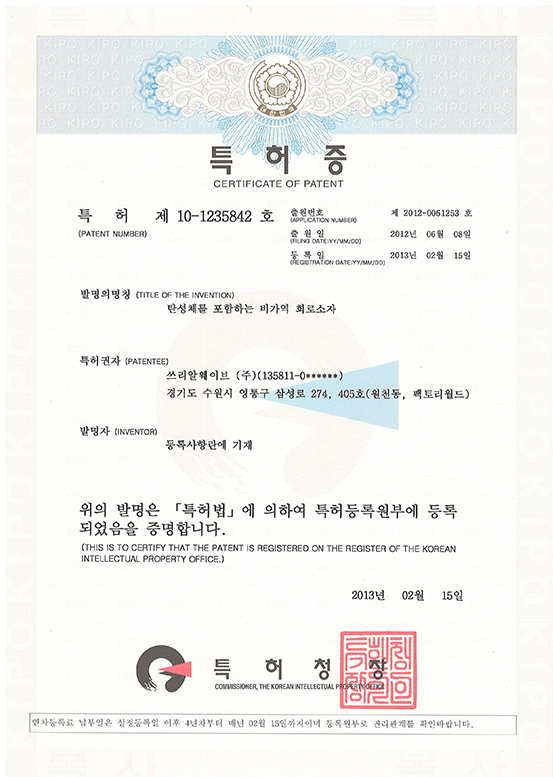 특허증
CERTIFICATE OF PATENT
특 허 제 10-1235842 호
(PATENT NUMBER)
출원번호 제 2012-0061253 호
(APPLICATION NUMBER)
출 원 일 2012년 06월 08일
(FILING DATE:YY/MM/DD)
등 록 일 2013년 02월 15일
(REGISTRATION DATE:YY/MM/DD)
발명의명칭 (TITLE OF THE INVENTION)
탄성체를 포함하는 비가역 회로소자
특허권자 (PATENTEE)
쓰리알웨이브 (주)(135811-0******)
경기도 수원시 영통구 삼성로 274, 405호(원천동, 팩토리월드)
발명자 (INVENTOR)
등록사항란에 기재
위의 발명은 「특허법」에 의하여 특허등록원부에 등록
되었음을 증명합니다.
(THIS IS TO CERTIFY THAT THE PATENT IS REGISTERED ON THE REGISTER OF THE KOREAN
INTELLECTUAL PROPERTY OFFICE.)
2013년 02월 15일
특 허 청 장
COMMISSIONER, THE KOREAN INTELLECTUAL PROPERTY OFFICE
연차등록료 납부일은 설정등록일 이후 4년차부터 매년 02월 15일까지이며 등록원부로 권리관계를 확인바랍니다.